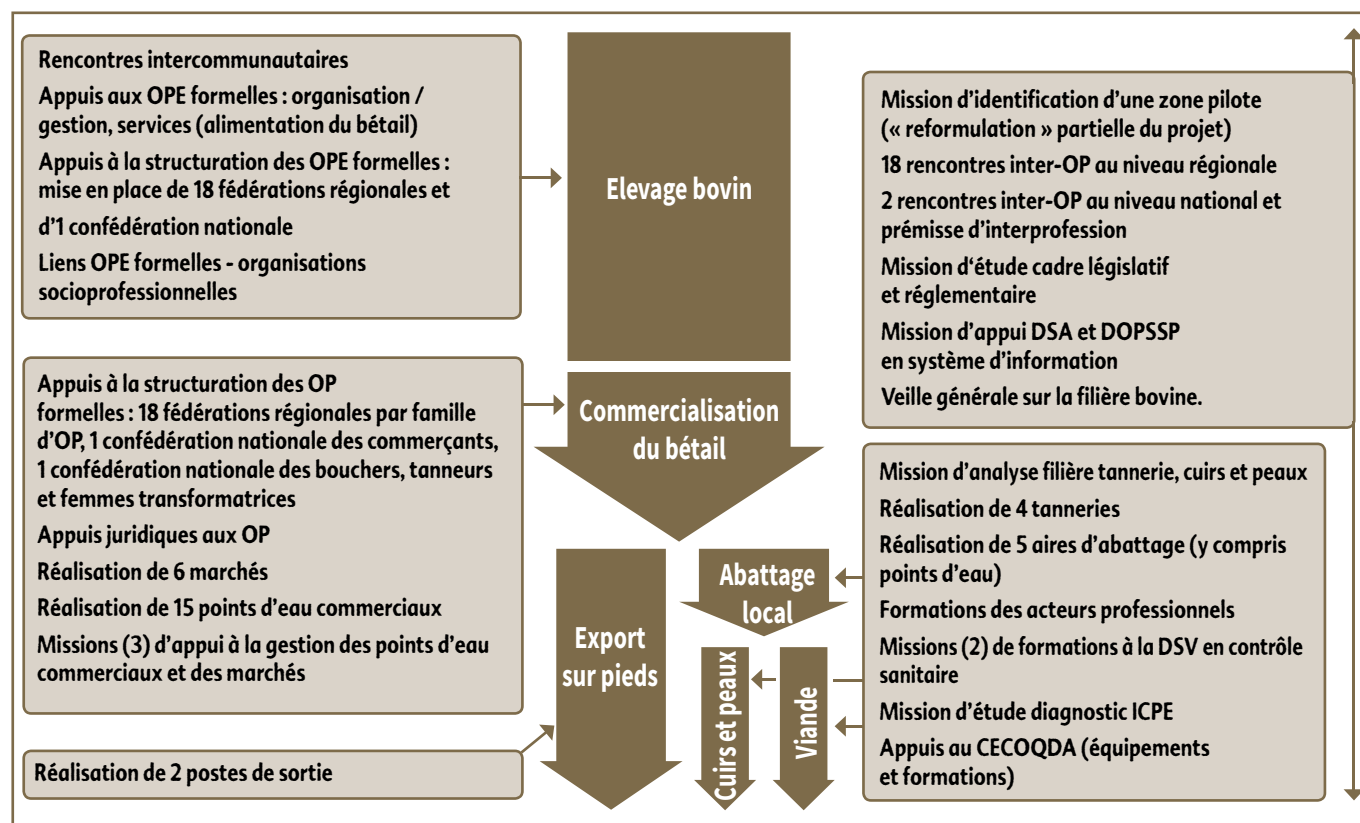 Rencontres intercommunautaires
Appuis aux OPE formelles : organisation /
gestion, services (alimentation du bétail)
Appuis à la structuration des OPE formelles :
mise en place de 18 fédérations régionales et
d'1 confédération nationale
Liens OPE formelles - organisations
socioprofessionnelles
Elevage bovin
Mission d'identification d'une zone pilote
(« reformulation » partielle du projet)
18 rencontres inter-OP au niveau régionale
2 rencontres inter-OP au niveau national et
prémisse d'interprofession
Mission d'étude cadre législatif
et réglementaire
Mission d'appui DSA et DOPSSP
en système d'information
Veille générale sur la filière bovine.
Appuis à la structuration des OP
formelles : 18 fédérations régionales par famille
d'OP, 1 confédération nationale des commerçants,
1 confédération nationale des bouchers, tanneurs
et femmes transformatrices
Appuis juridiques aux OP
Réalisation de 6 marchés
Réalisation de 15 points d'eau commerciaux
Missions (3) d'appui à la gestion des points d'eau
commerciaux et des marchés
Commercialisation
du bétail
Mission d'analyse filière tannerie, cuirs et peaux
Réalisation de 4 tanneries
Réalisation de 5 aires d'abattage (y compris
points d'eau)
Formations des acteurs professionnels
Missions (2) de formations à la DSV en contrôle
sanitaire
Mission d'étude diagnostic ICPE
Appuis au CECOQDA (équipements
et formations)
Abattage
local
Export
sur pieds
Cuirs et peaux
Viande
Réalisation de 2 postes de sortie